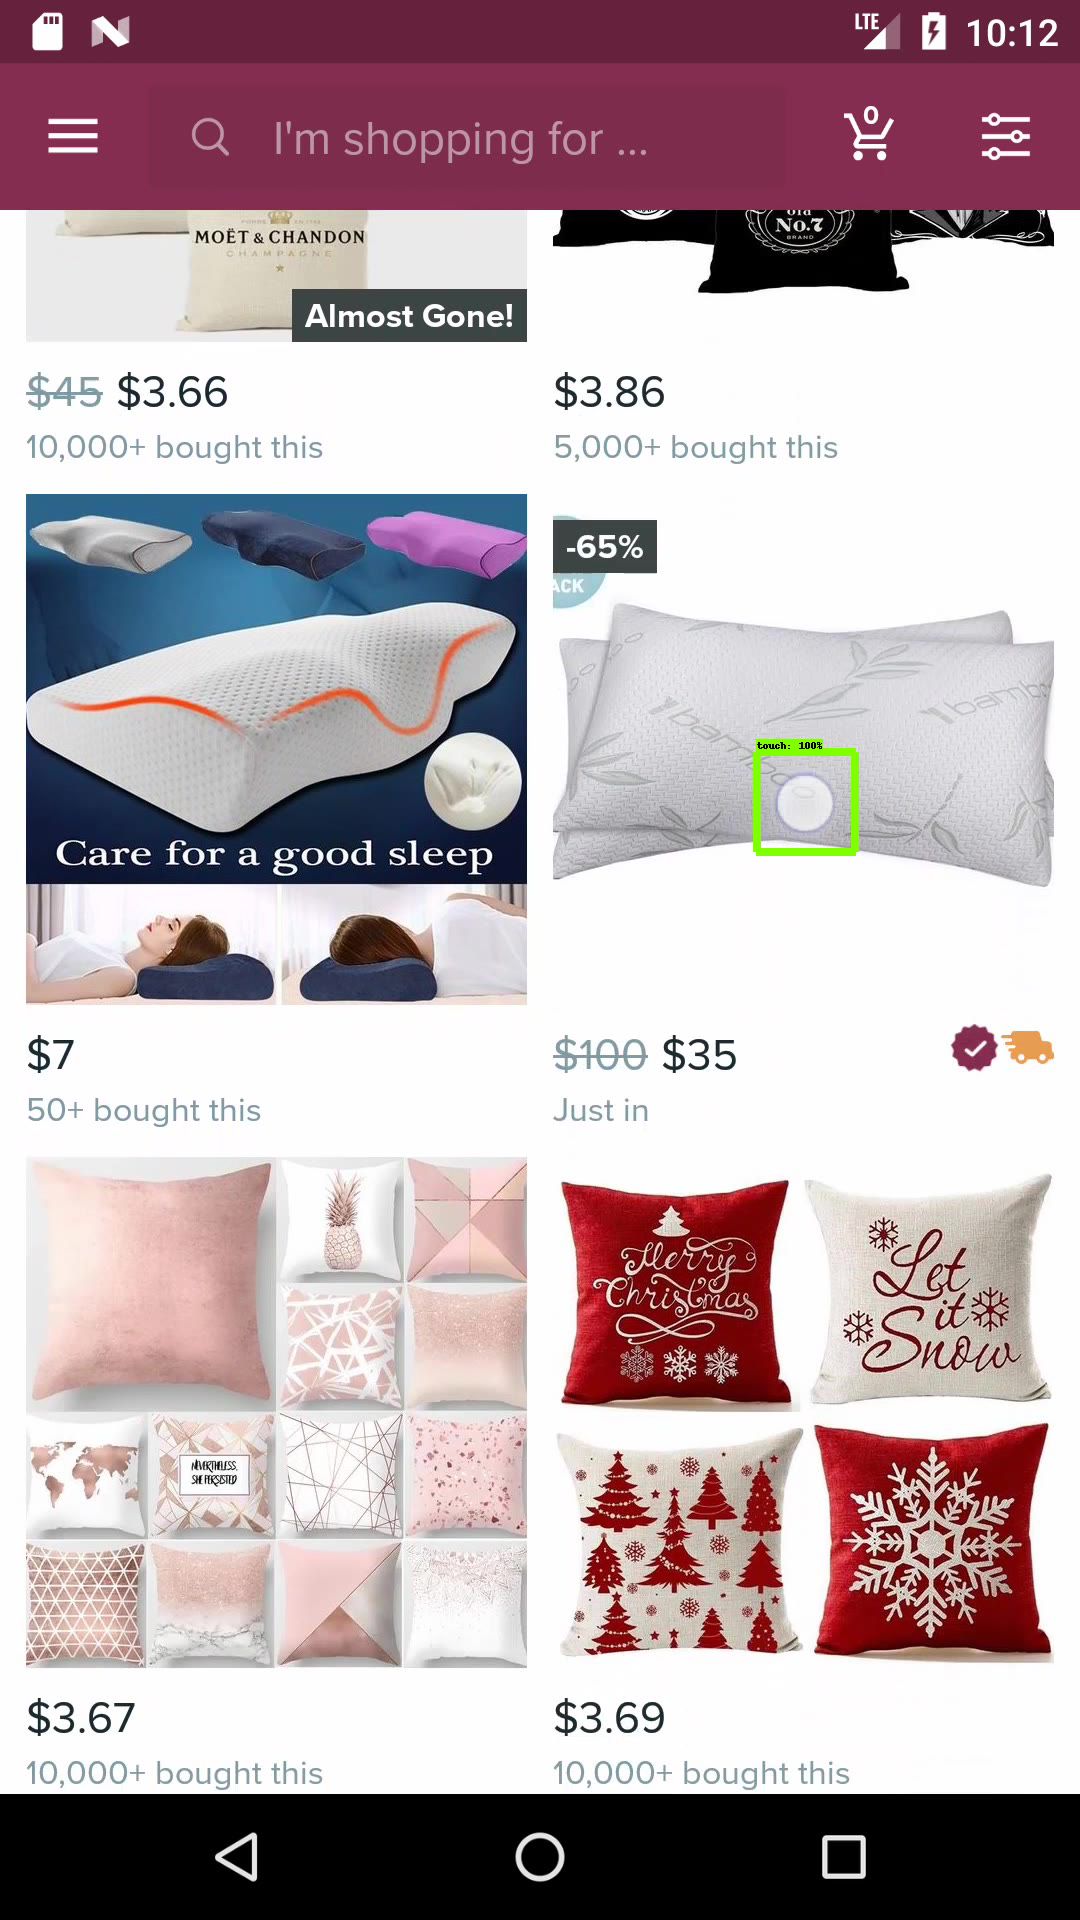 LTE 10:12
I'm shopping for ...
0
MOËT & CHANDON
CHAMPAGNE
Almost Gone!
old
No.7
BRAND
$45 $3.66
10,000+ bought this
$3.86
5,000+ bought this
Care for a good sleep
-65%
ACK
bamboo
touch: 100%
$7
50+ bought this
$100 $35
Just in
NEVERTHELESS,
SHE PERSISTED
Merry
Christmas
Let
it
Snow
$3.67
10,000+ bought this
$3.69
10,000+ bought this